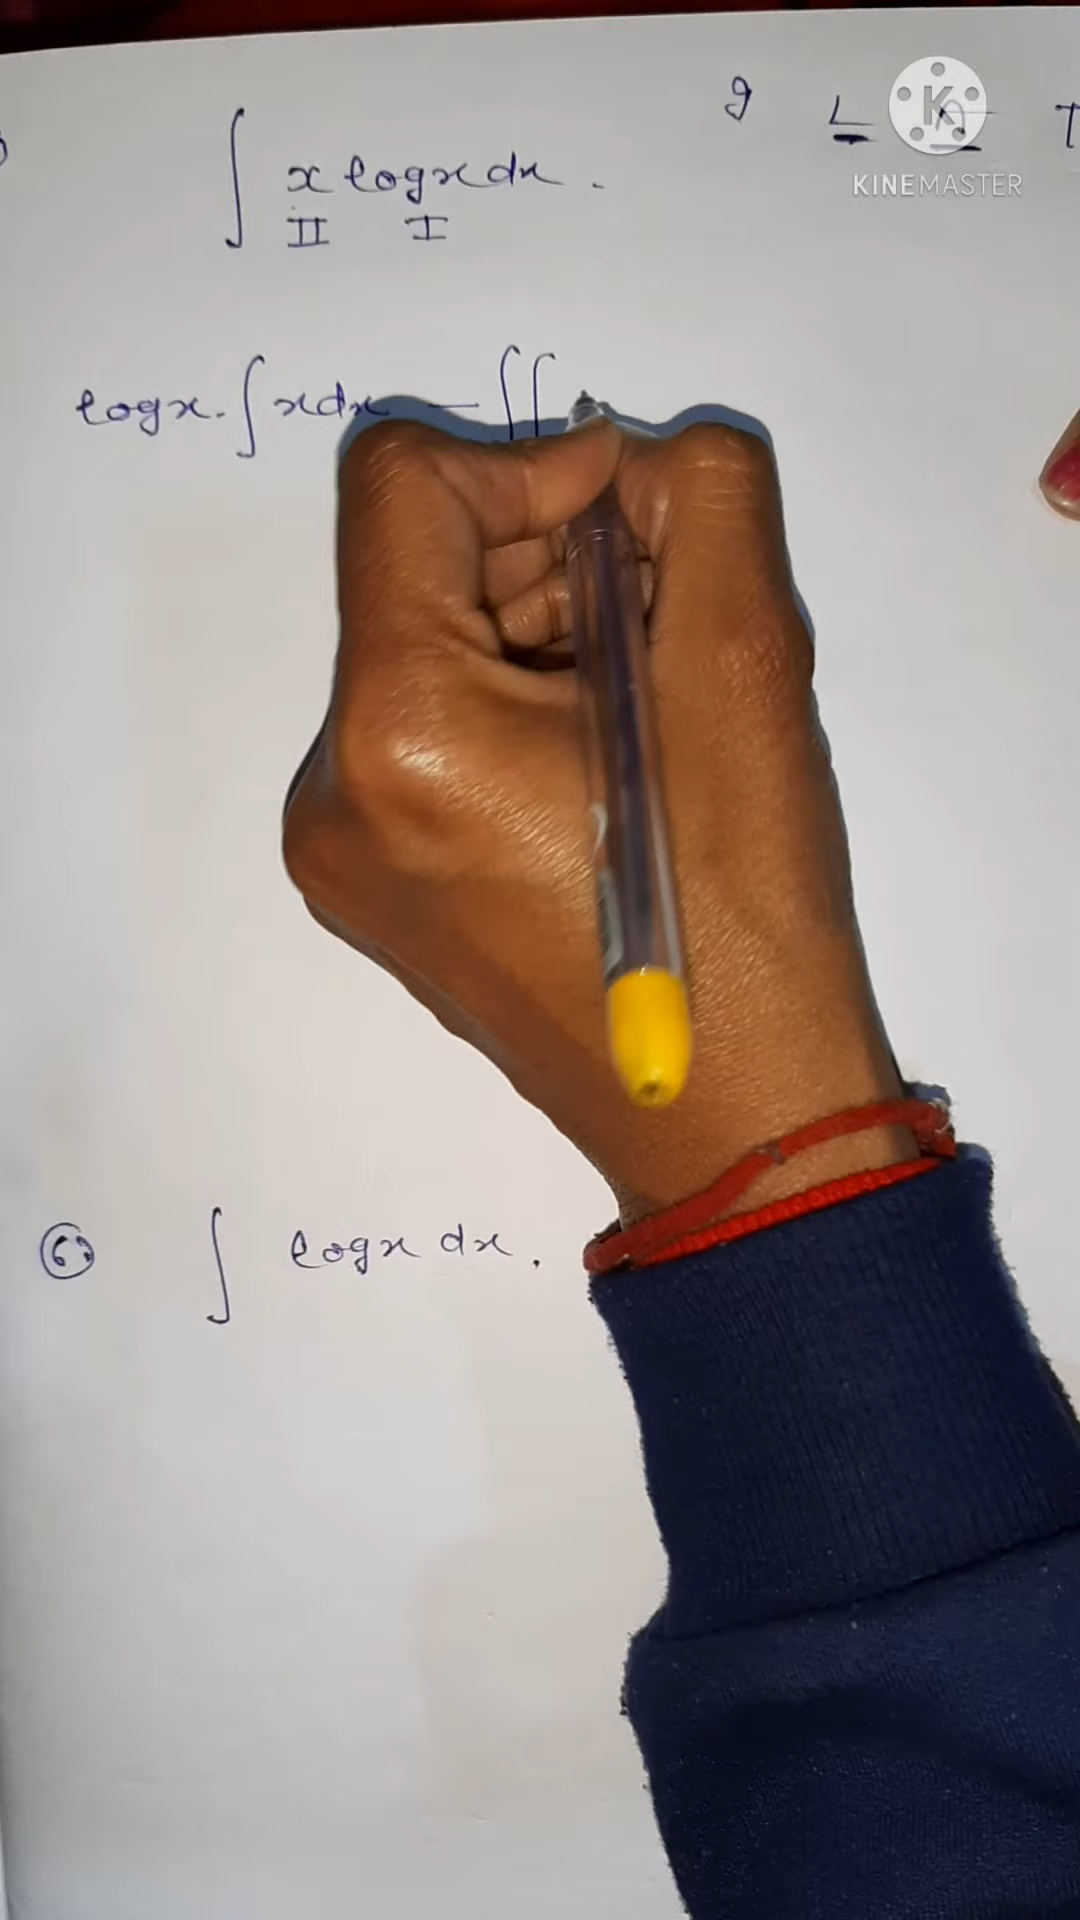 ∫ x log x dx .
II I
I L A T
KINEMASTER
log x . ∫ x dx − ∫∫
6. ∫ log x dx .